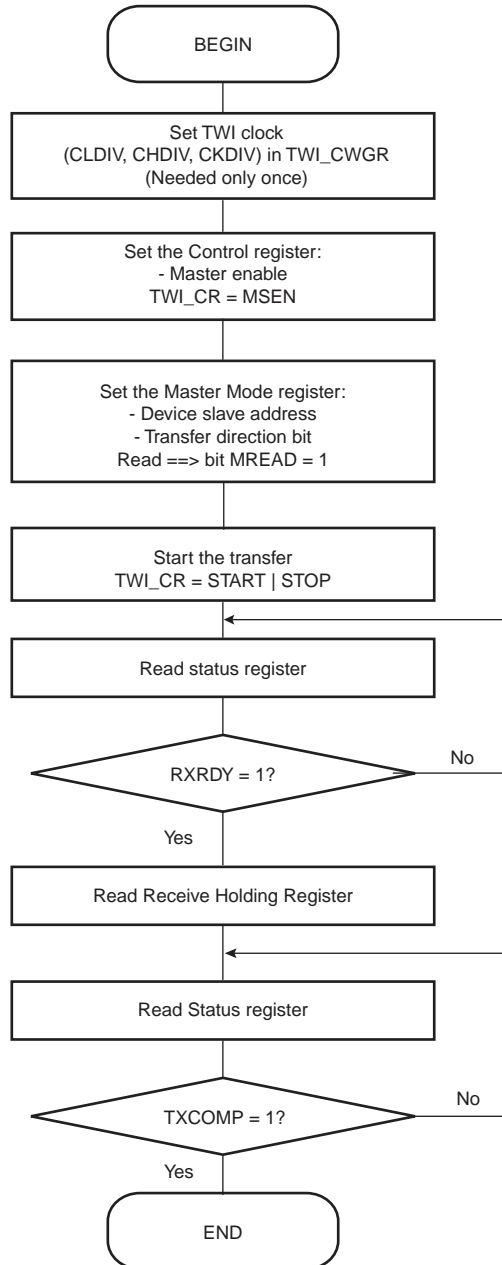 BEGIN
Set TWI clock
(CLDIV, CHDIV, CKDIV) in TWI_CWGR
(Needed only once)
Set the Control register:
- Master enable
TWI_CR = MSEN
Set the Master Mode register:
- Device slave address
- Transfer direction bit
Read ==> bit MREAD = 1
Start the transfer
TWI_CR = START | STOP
Read status register
RXRDY = 1?
No
Yes
Read Receive Holding Register
Read Status register
TXCOMP = 1?
No
Yes
END